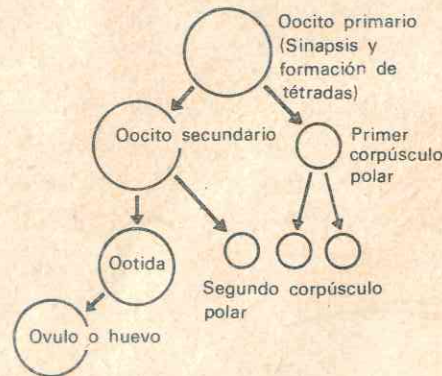 Oocito primario
(Sinapsis y
formación de
tétradas)
Oocito secundario
Primer
corpúsculo
polar
Ootida
Segundo corpúsculo
polar
Ovulo o huevo